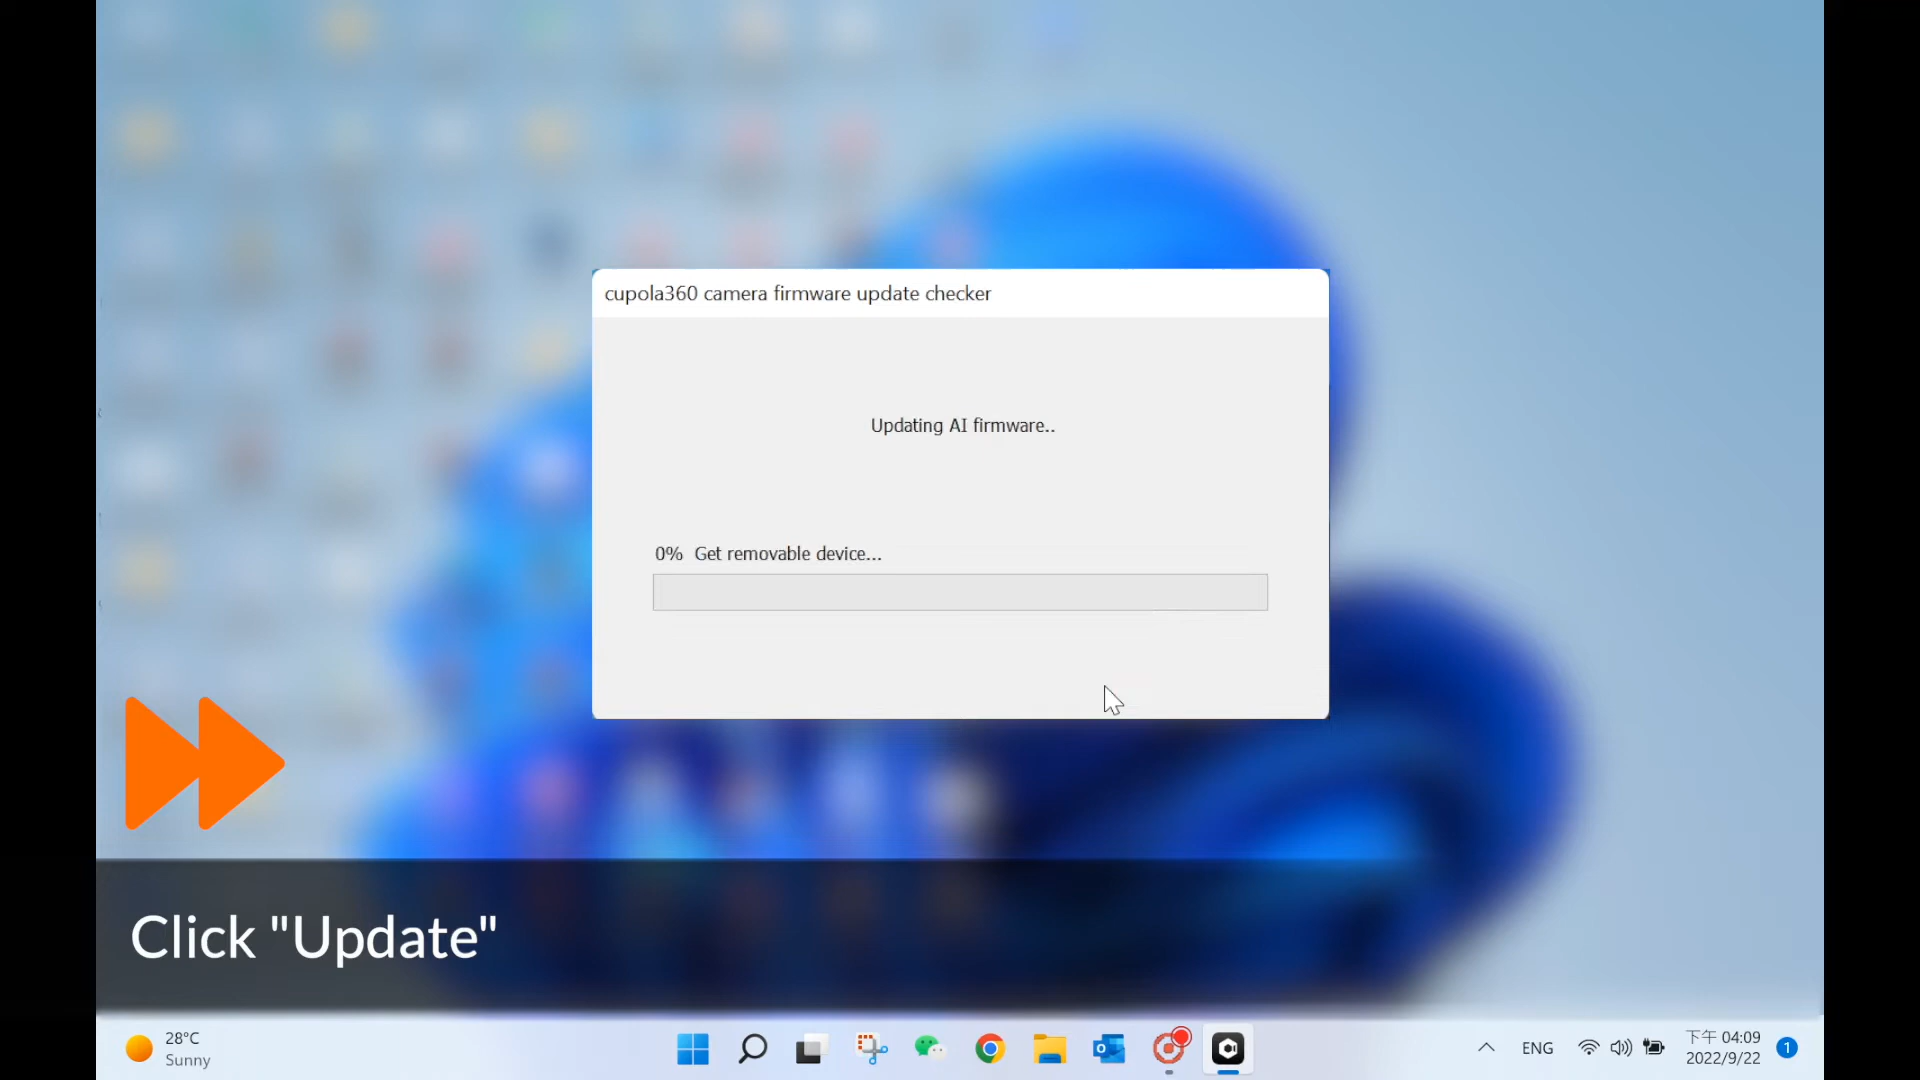 cupola360 camera firmware update checker
Updating AI firmware..
0% Get removable device...
Click "Update"
28°C
Sunny
ENG
下午 04:09
2022/9/22
1